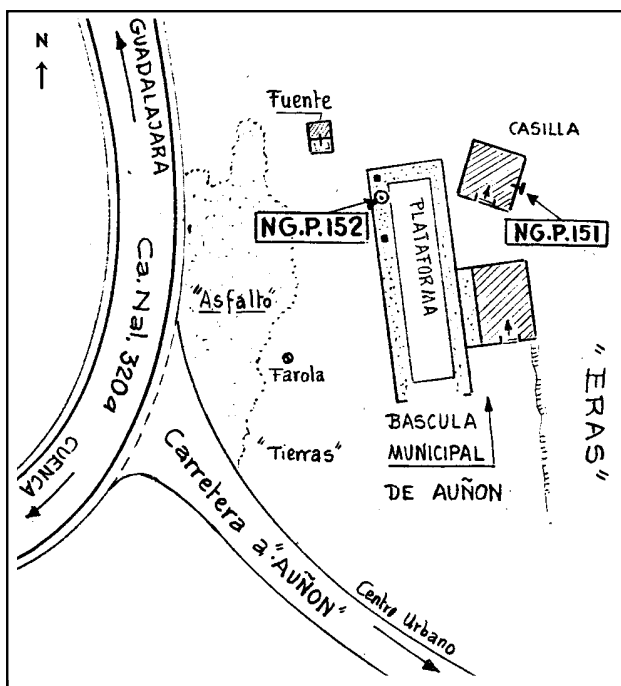 N
GUADALAJARA
Fuente
CASILLA
NG.P.152
NG.P.151
PLATAFORMA
"Asfalto"
Ca. Nal. 320a
Farola
"ERAS"
CUENCA
"Tierras"
BASCULA
MUNICIPAL
DE AUÑON
Carretera a "AUÑON"
Centro Urbano